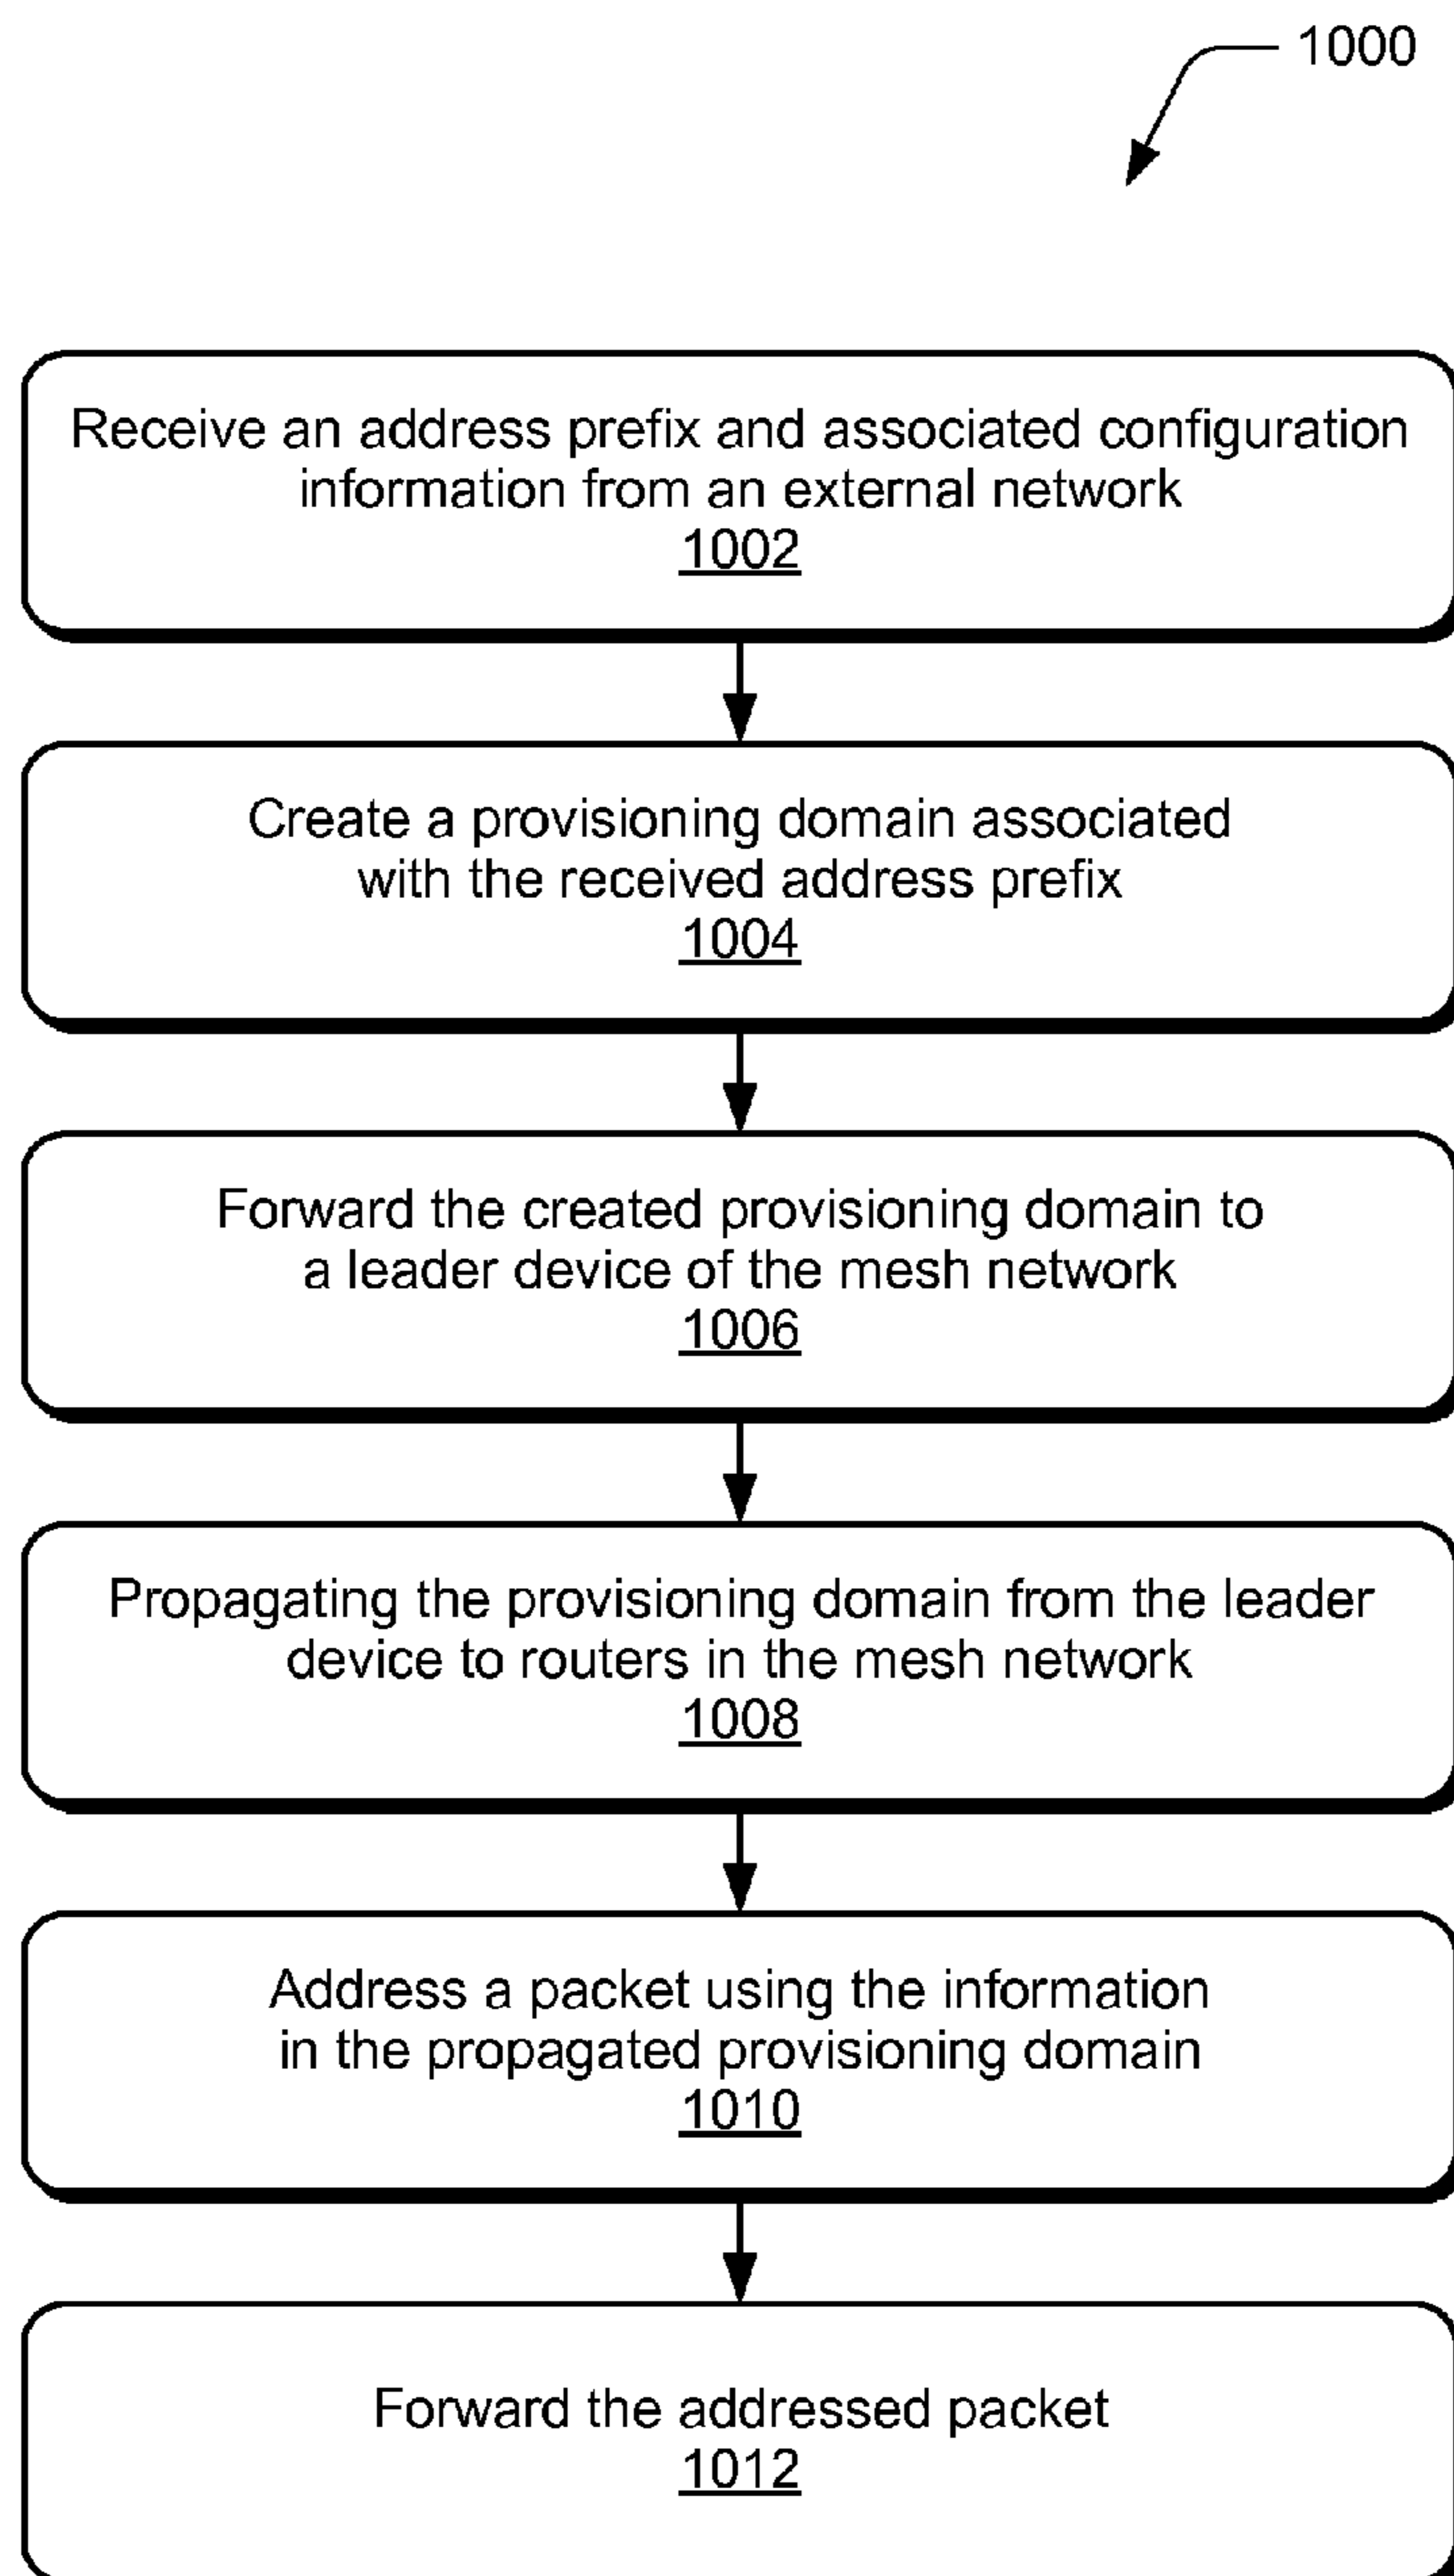 1000
Receive an address prefix and associated configuration
information from an external network
1002
Create a provisioning domain associated
with the received address prefix
1004
Forward the created provisioning domain to
a leader device of the mesh network
1006
Propagating the provisioning domain from the leader
device to routers in the mesh network
1008
Address a packet using the information
in the propagated provisioning domain
1010
Forward the addressed packet
1012